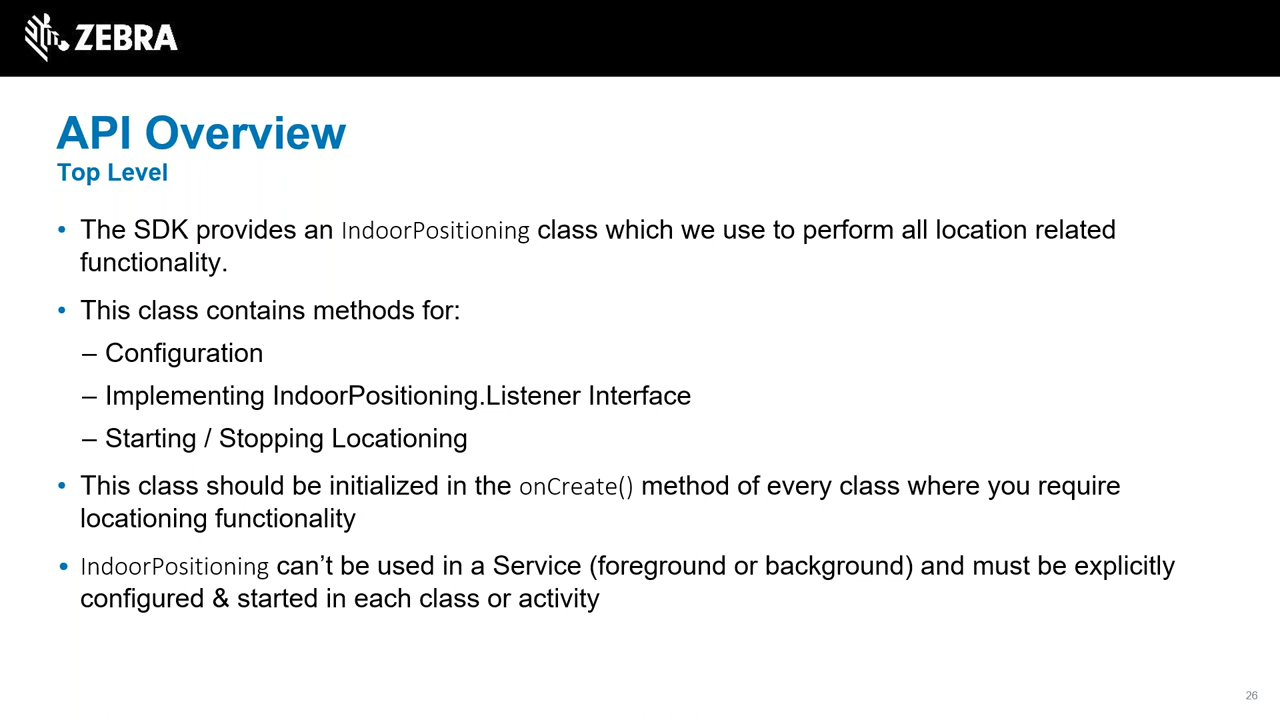 ZEBRA
API Overview
Top Level
• The SDK provides an IndoorPositioning class which we use to perform all location related
functionality.
• This class contains methods for:
– Configuration
– Implementing IndoorPositioning.Listener Interface
– Starting / Stopping Locationing
• This class should be initialized in the onCreate() method of every class where you require
locationing functionality
• IndoorPositioning can’t be used in a Service (foreground or background) and must be explicitly
configured & started in each class or activity
26